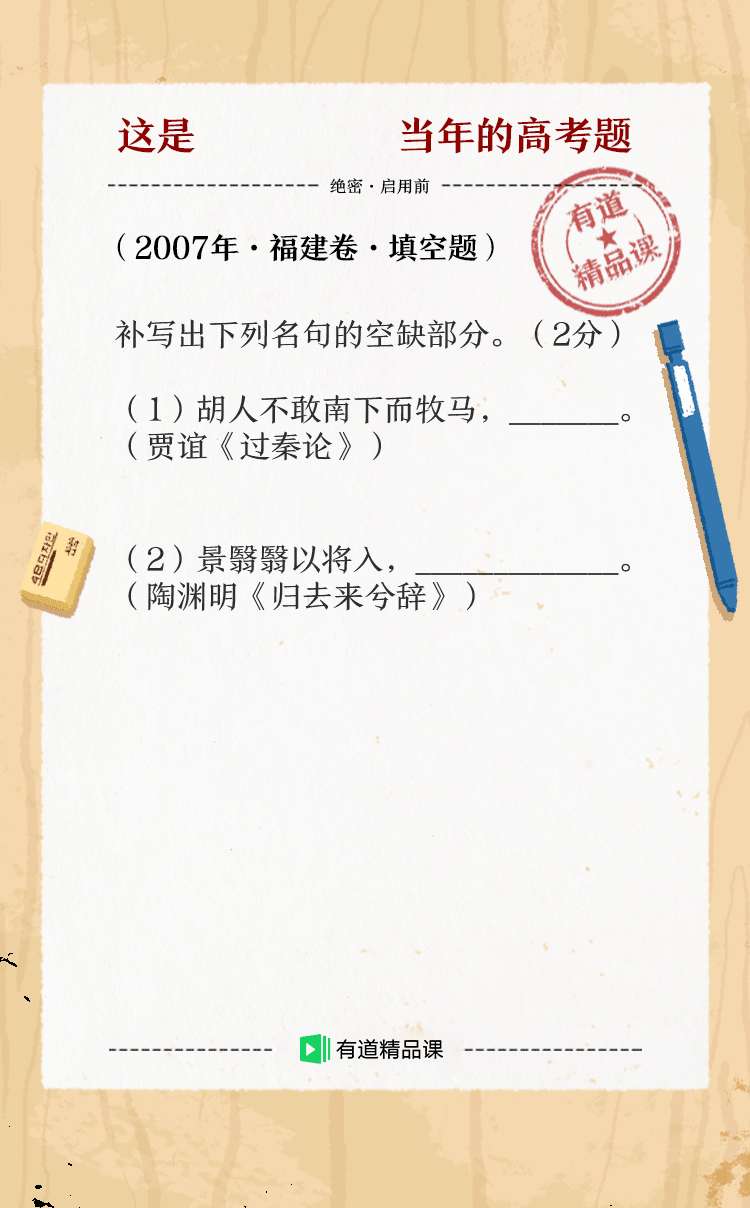 这是 当年的高考题
绝密·启用前
有道
精品课
（2007年·福建卷·填空题）
补写出下列名句的空缺部分。（2分）
（1）胡人不敢南下而牧马，_______。
（贾谊《过秦论》）
（2）景翳翳以将入，_____________。
（陶渊明《归去来兮辞》）
有道精品课